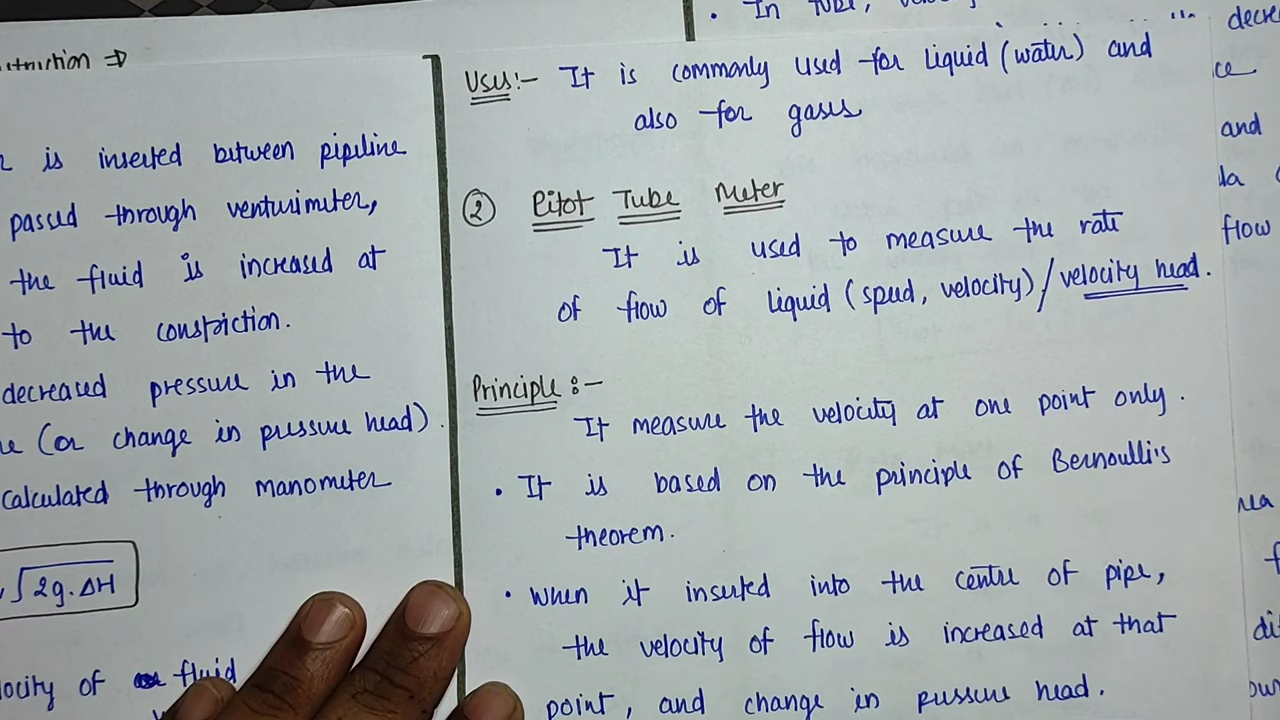 is inserted between pipeline
passed through venturimeter,
the fluid is increased at
to the constriction.
decreased pressure in the
(or change in pressure head).
calculated through manometer
√2g.ΔH
of fluid
• In TUBE,
Uses:- It is commonly used for liquid (water) and
also for gases
② Pitot Tube Meter
It is used to measure the rate
of flow of liquid (speed, velocity)/velocity head.
Principle :-
It measure the velocity at one point only.
• It is based on the principle of Bernoulli's
theorem.
• When it inserted into the centre of pipe,
the velocity of flow is increased at that
point, and change in pressure head.
and
flow